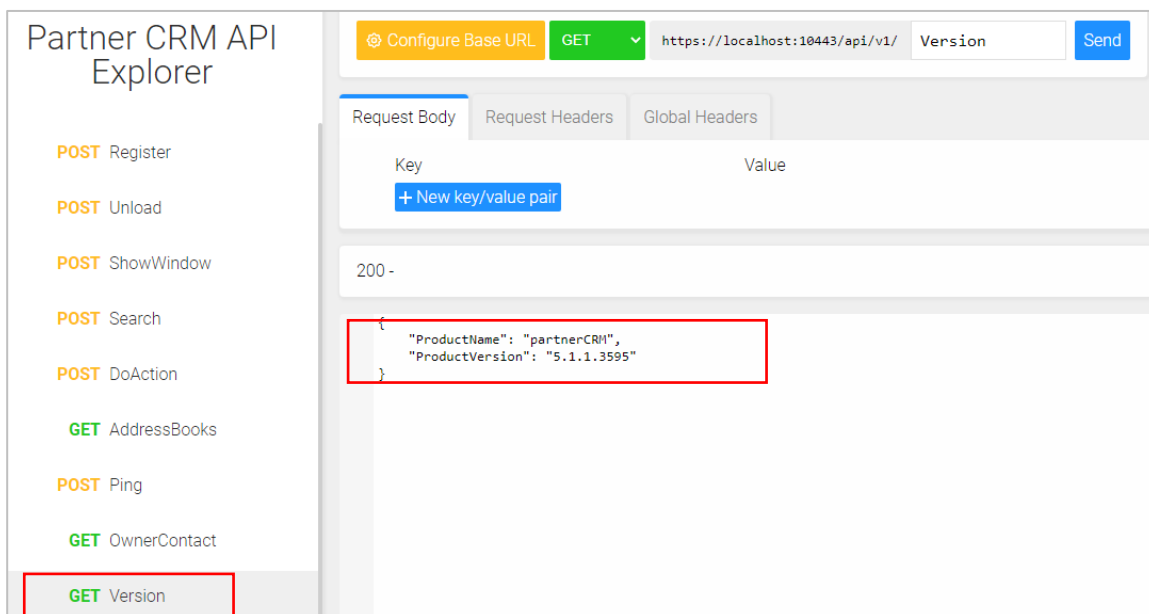 Partner CRM API
Explorer
POST Register
POST Unload
POST ShowWindow
POST Search
POST DoAction
GET AddressBooks
POST Ping
GET OwnerContact
GET Version
Configure Base URL GET https://localhost:10443/api/v1/ Version Send
Request Body Request Headers Global Headers
Key Value
+ New key/value pair
200 -
{
"ProductName": "partnerCRM",
"ProductVersion": "5.1.1.3595"
}